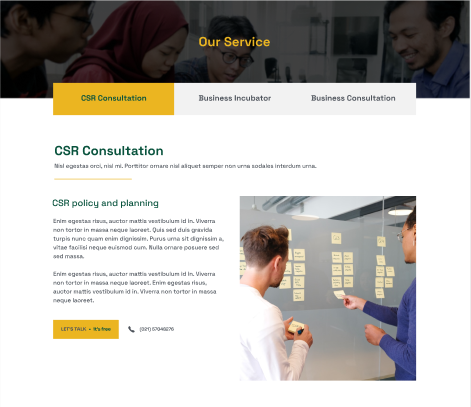 Our Service
CSR Consultation
Business Incubator
Business Consultation
CSR Consultation
Nisl egestas orci, nisi mi. Porttitor ornare nisl aliquet semper non urna sodales interdum urna.
CSR policy and planning
Enim egestas risus, auctor mattis vestibulum id in. Viverra
non tortor in massa neque laoreet. Quis sed duis gravida
turpis nunc quam enim dignissim. Purus urna sit dignissim a,
vitae facilisi neque euismod cum. Nulla ornare posuere sed
sed massa.
Enim egestas risus, auctor mattis vestibulum id in. Viverra
non tortor in massa neque laoreet. Enim egestas risus,
auctor mattis vestibulum id in. Viverra non tortor in massa
neque laoreet.
LET'S TALK • It's free
(021) 57048276